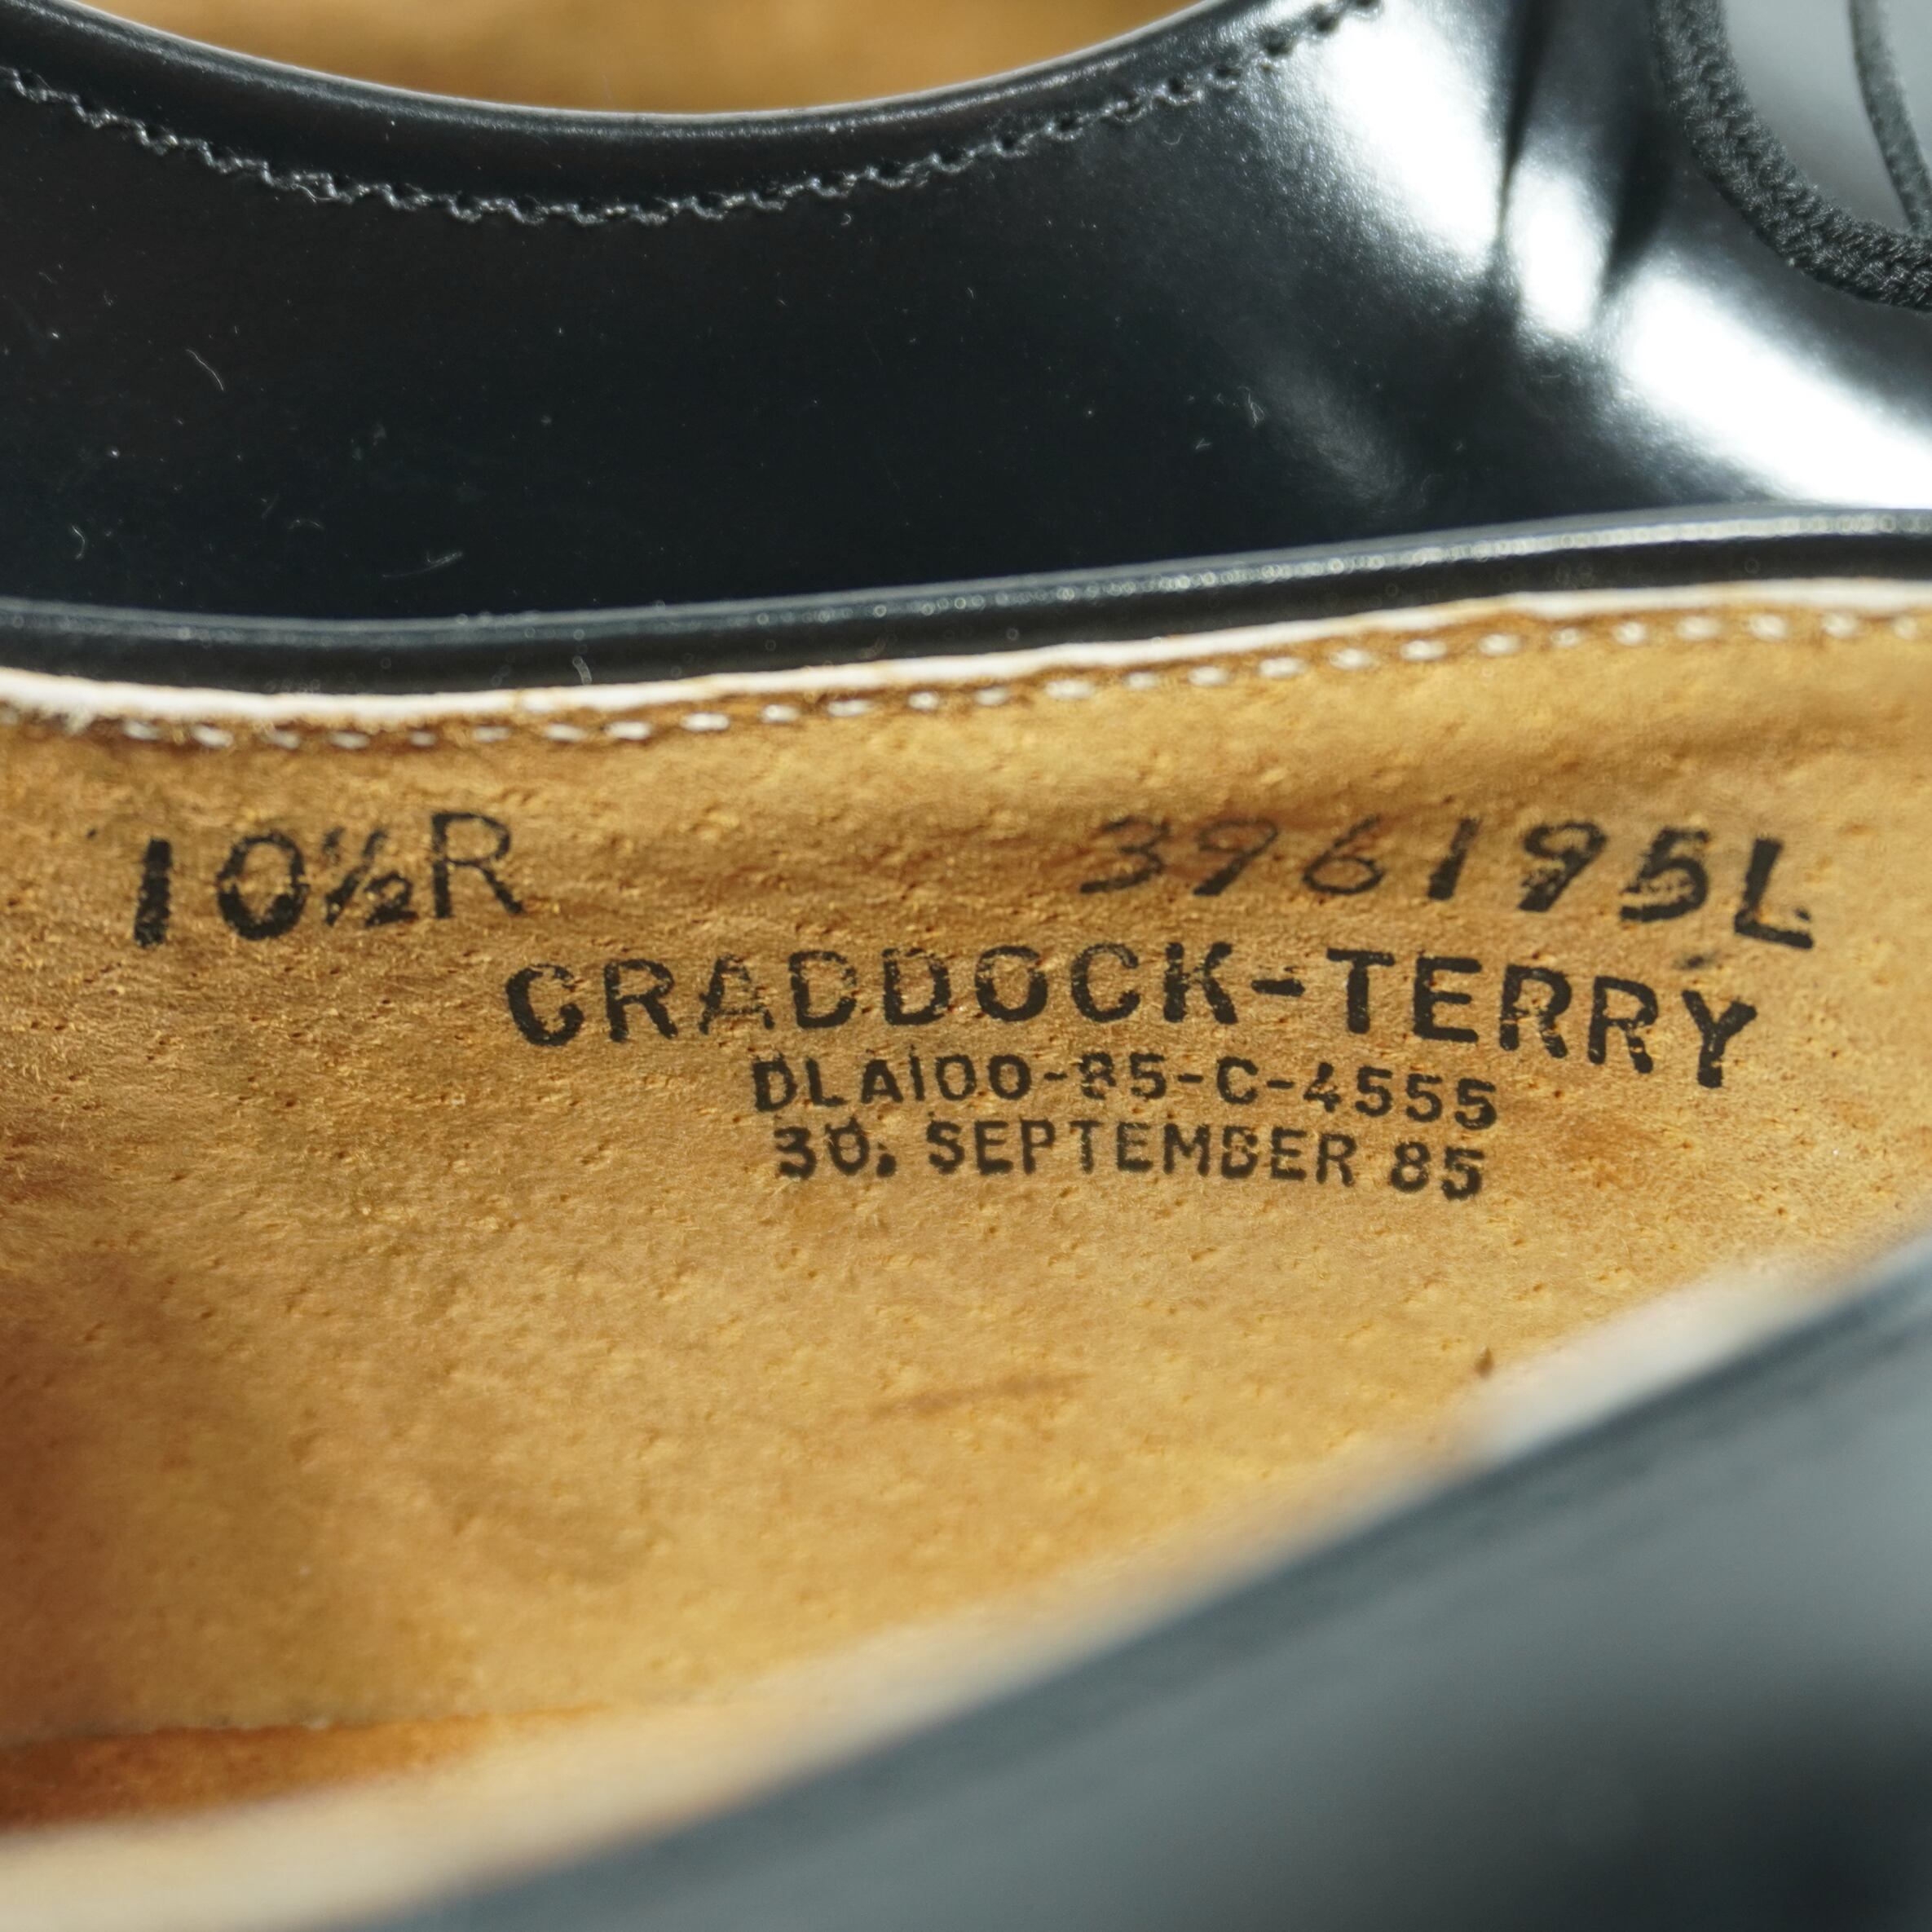 10½R 396195L
CRADDOCK-TERRY
DLA100-85-C-4555
30, SEPTEMBER 85